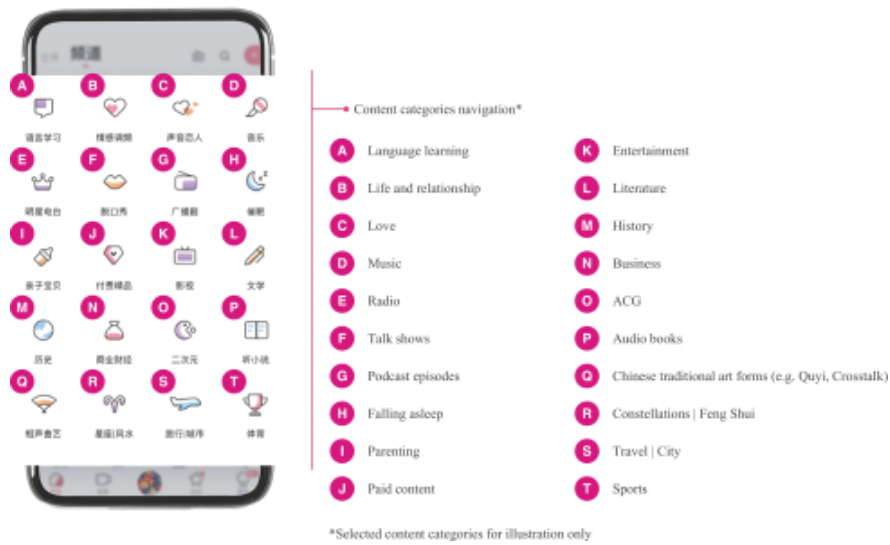 频道
A B C D
语言学习 情感调频 声音恋人 音乐
E F G H
明星电台 脱口秀 广播剧 催眠
I J K L
亲子宝贝 付费精品 影视 文学
M N O P
历史 商业财经 二次元 听小说
Q R S T
相声曲艺 星座|风水 旅行|城市 体育
Content categories navigation*
A Language learning
B Life and relationship
C Love
D Music
E Radio
F Talk shows
G Podcast episodes
H Falling asleep
I Parenting
J Paid content
K Entertainment
L Literature
M History
N Business
O ACG
P Audio books
Q Chinese traditional art forms (e.g. Quyi, Crosstalk)
R Constellations | Feng Shui
S Travel | City
T Sports
*Selected content categories for illustration only